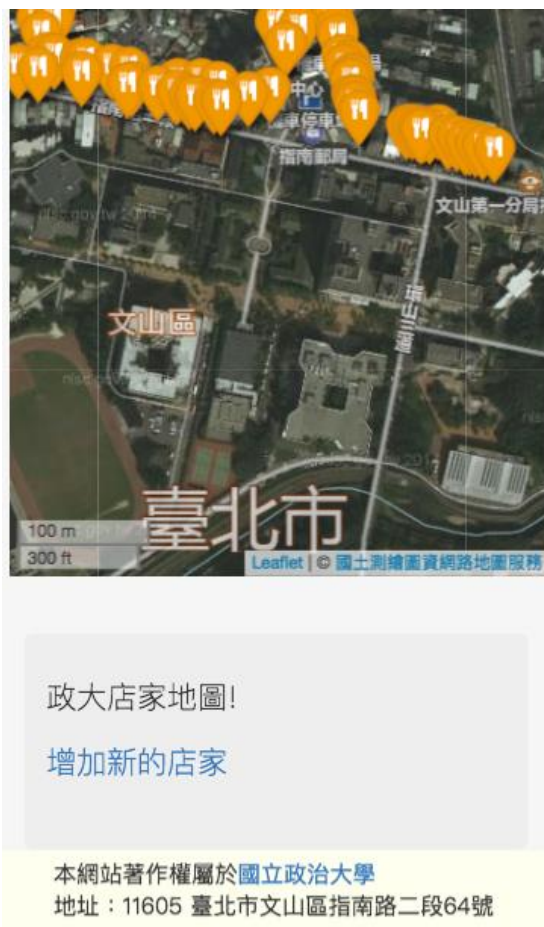 中心
指南郵局
文山第一分局
文山區
臺北市
100 m
300 ft
Leaflet | © 國土測繪圖資網路地圖服務
政大店家地圖!
增加新的店家
本網站著作權屬於國立政治大學
地址：11605 臺北市文山區指南路二段64號